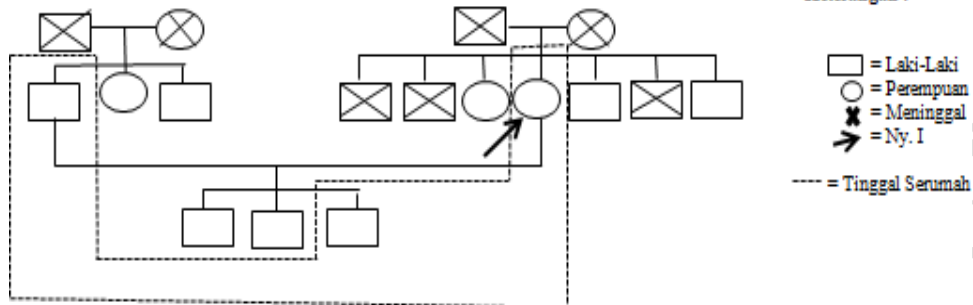 = Laki-Laki
= Perempuan
= Meninggal
= Ny. I
= Tinggal Serumah